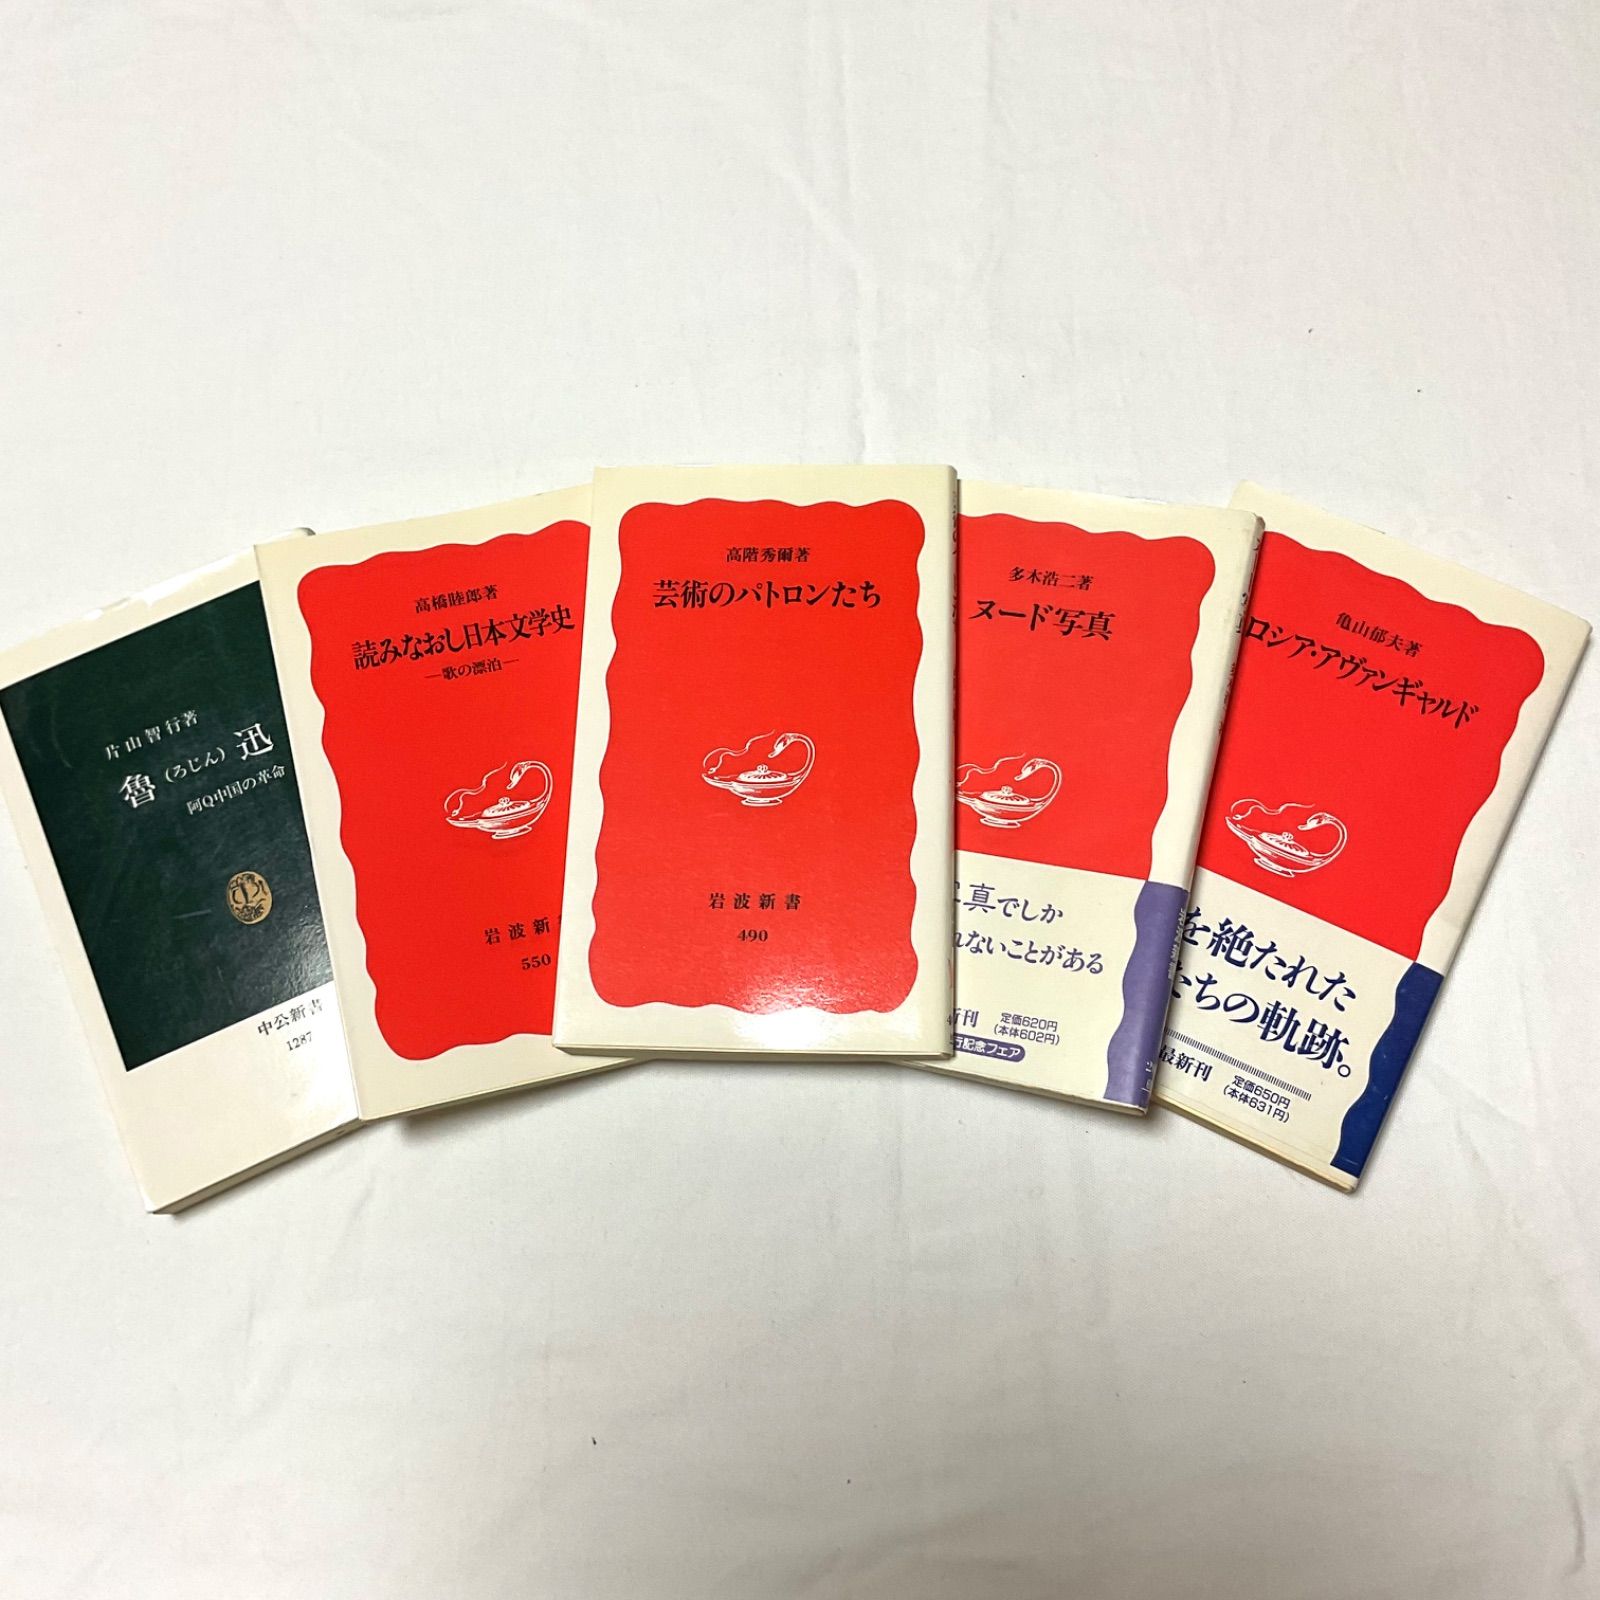 片山智行著
魯(ろじん)迅
阿Q中国の革命
中公新書
1287
高橋睦郎著
読みなおし日本文学史
―歌の漂泊―
岩波新
550
高階秀爾著
芸術のパトロンたち
岩波新書
490
多木浩二著
ヌード写真
真でしか
れないことがある
新刊
定価620円
(本体602円)
行記念フェア
亀山郁夫著
ロシア・アヴァンギャルド
を絶たれた
たちの軌跡。
最新刊
定価650円
(本体631円)